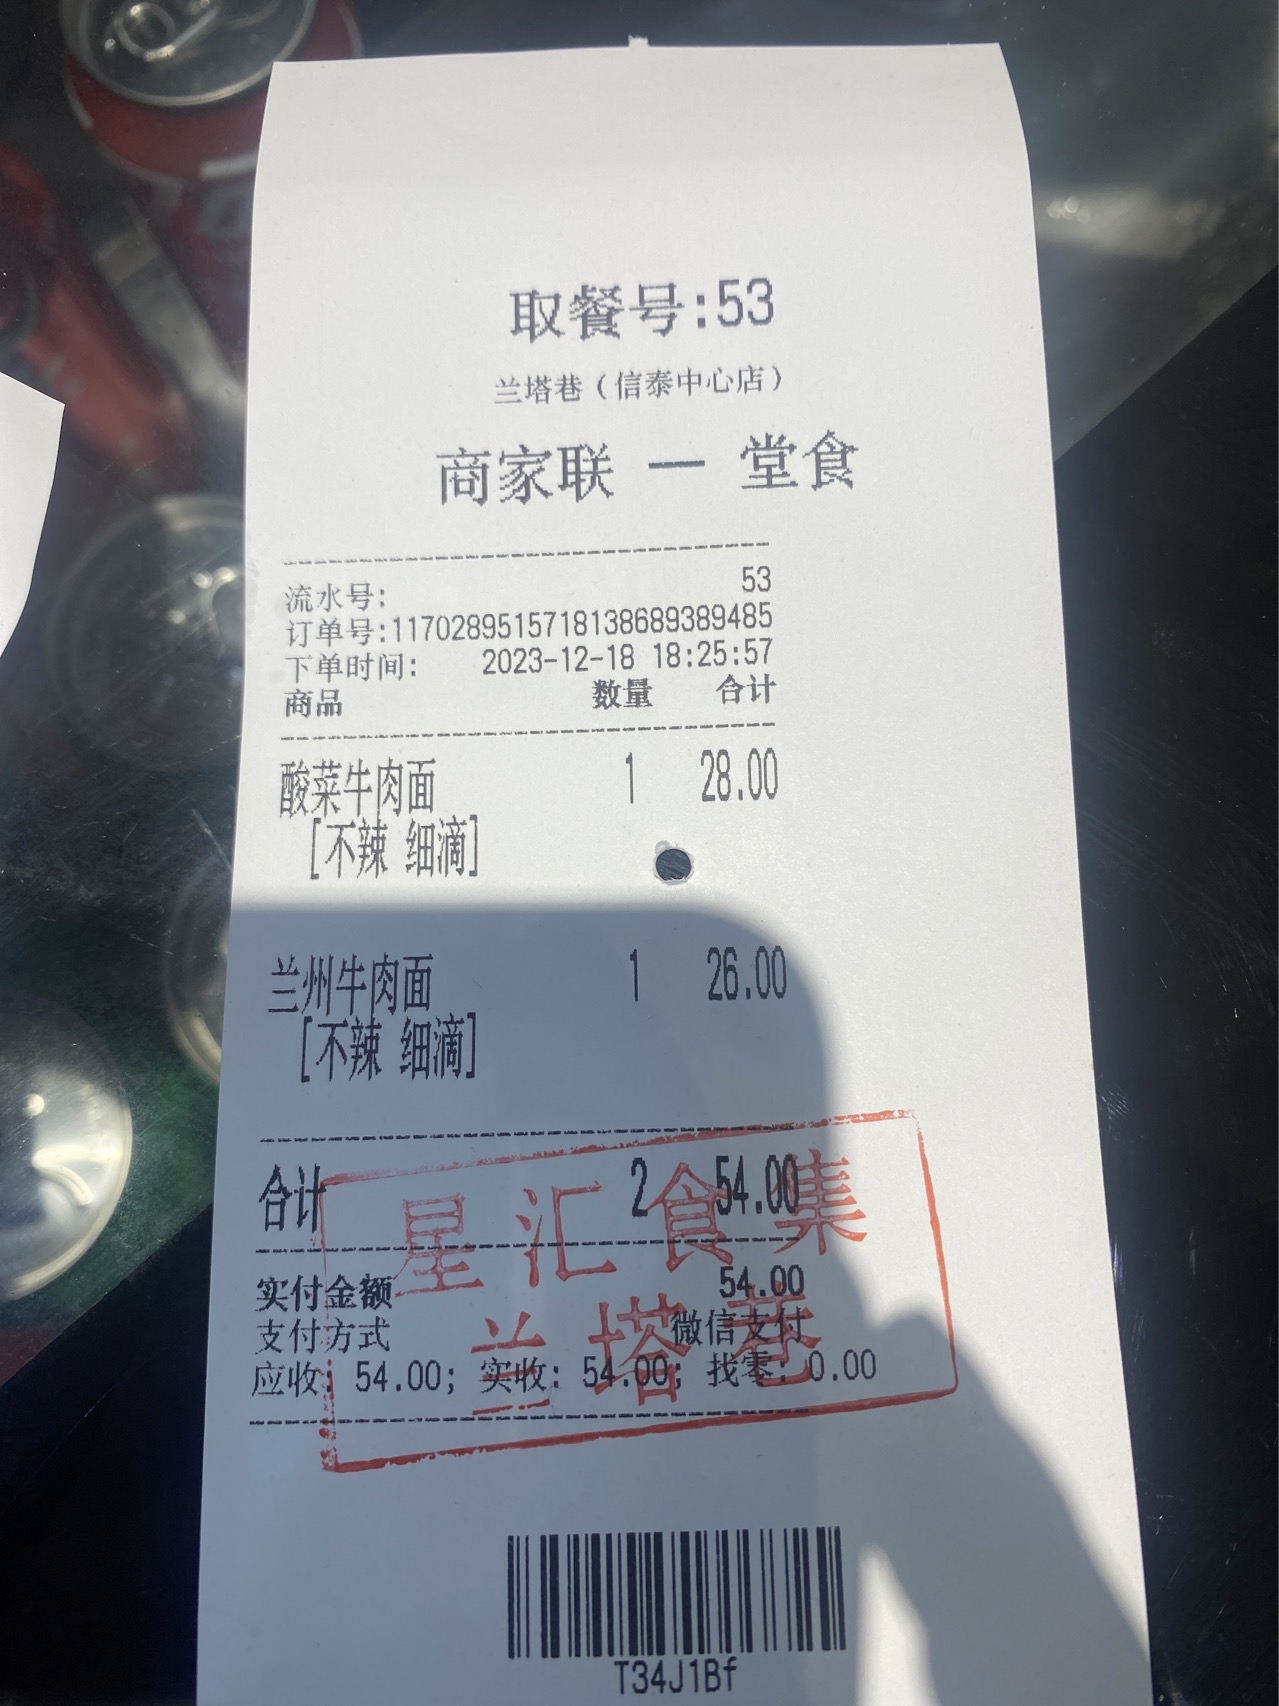 取餐号:53
兰塔巷（信泰中心店）
商家联 一 堂食
流水号: 53
订单号:1170289515718138689389485
下单时间: 2023-12-18 18:25:57
商品 数量 合计
酸菜牛肉面 1 28.00
[不辣 细滴]
兰州牛肉面 1 26.00
[不辣 细滴]
合计 2 54.00
星汇食集
实付金额 54.00
支付方式 微信支付
兰塔巷
应收: 54.00; 实收: 54.00; 找零: 0.00
T34J1Bf